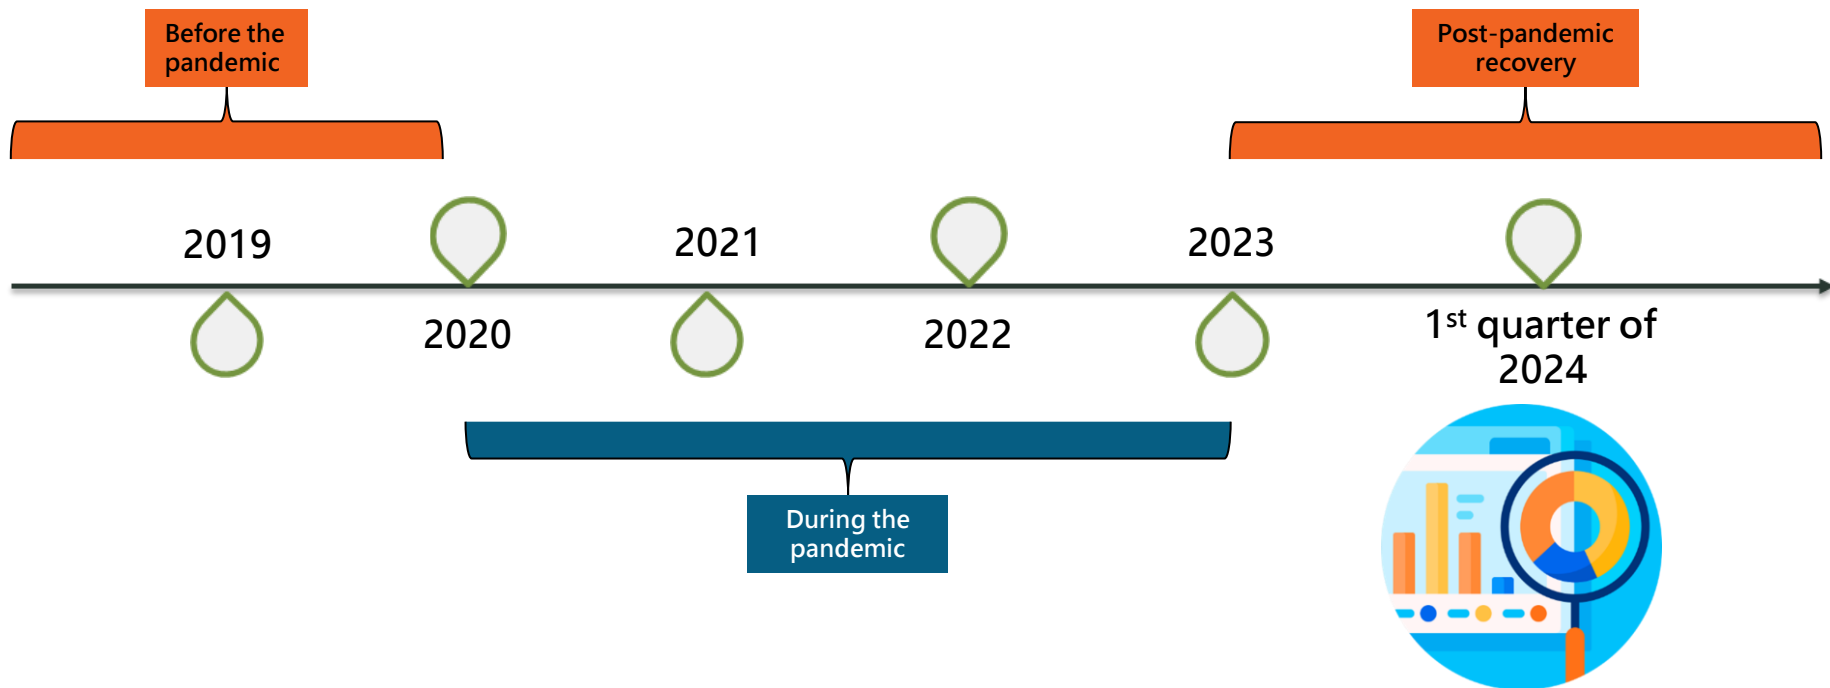 Before the
pandemic
Post-pandemic
recovery
2019
2021
2023
2020
2022
1st quarter of
2024
During the
pandemic